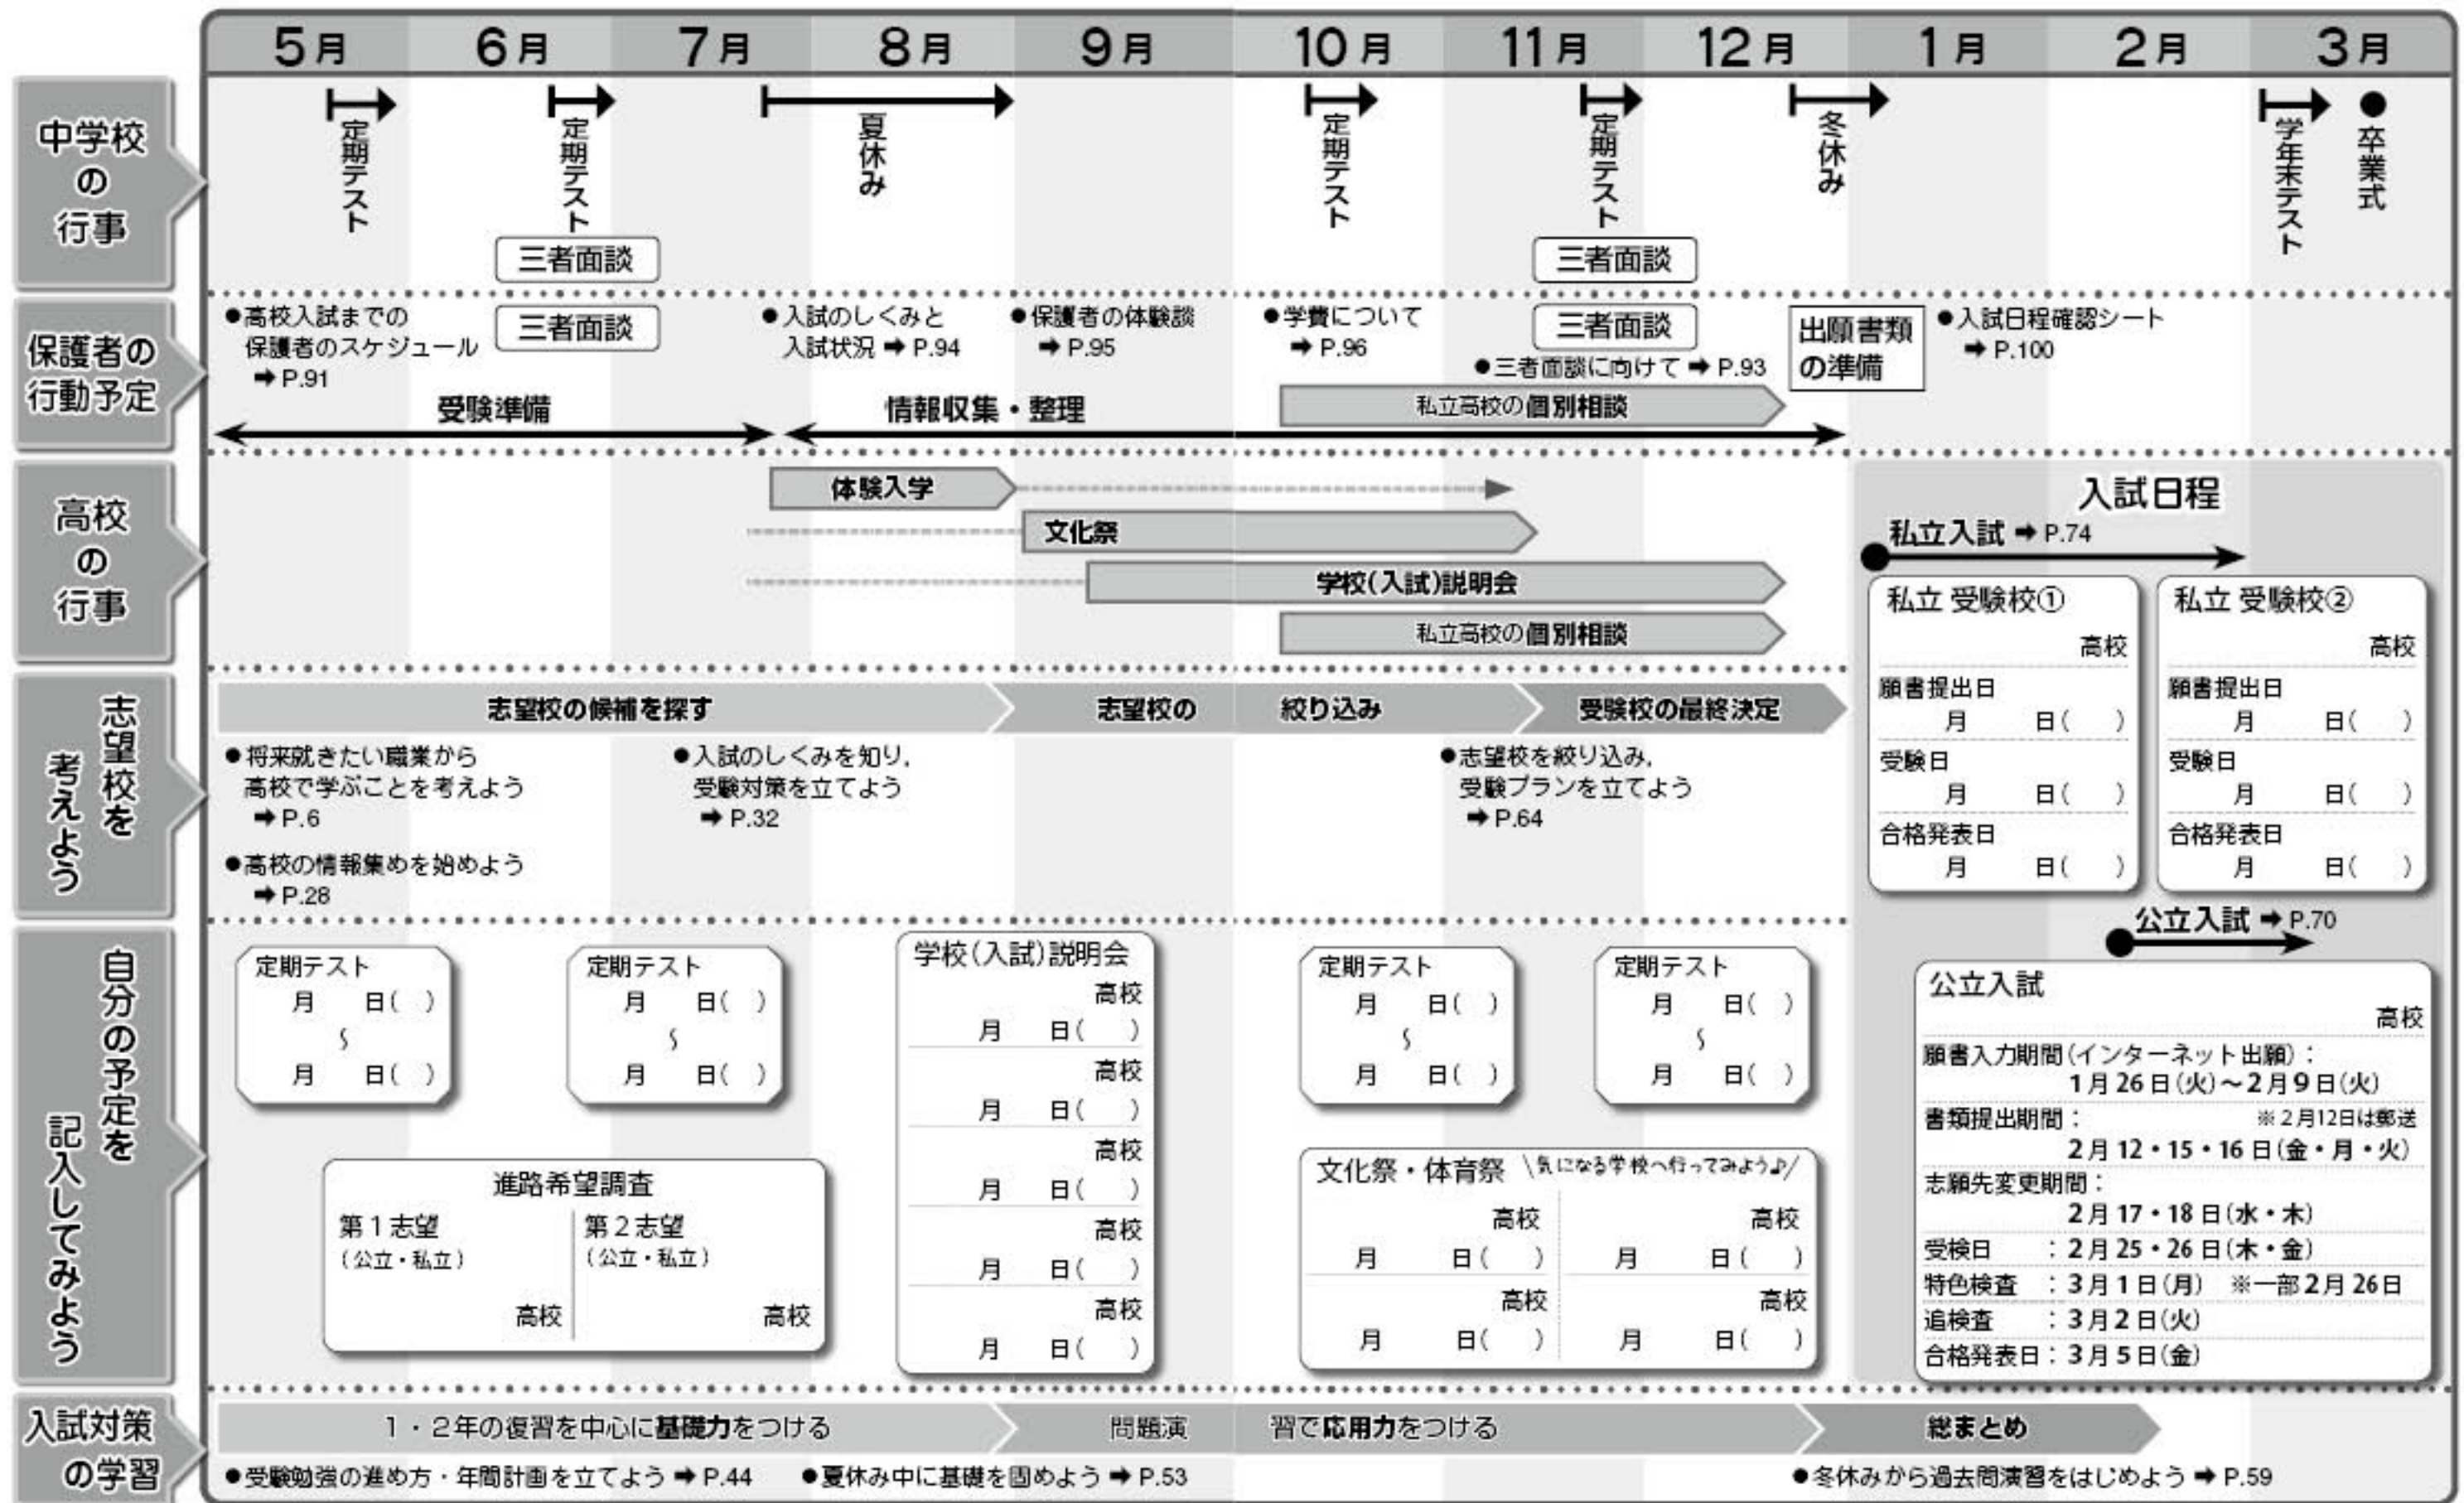 5月 6月 7月 8月 9月 10月 11月 12月 1月 2月 3月
中学校
の
行事
定期テスト
定期テスト
夏休み
定期テスト
定期テスト
冬休み
学年末テスト
卒業式
三者面談
三者面談
保護者の
行動予定
●高校入試までの
保護者のスケジュール
➡ P.91
三者面談
●入試のしくみと
入試状況 ➡ P.94
●保護者の体験談
➡ P.95
●学費について
➡ P.96
三者面談
●三者面談に向けて ➡ P.93
出願書類
の準備
●入試日程確認シート
➡ P.100
受験準備
情報収集・整理
私立高校の個別相談
高校
の
行事
体験入学
文化祭
学校(入試)説明会
私立高校の個別相談
志望校を
考えよう
志望校の候補を探す
志望校の 絞り込み
受験校の最終決定
●将来就きたい職業から
高校で学ぶことを考えよう
➡ P.6
●高校の情報集めを始めよう
➡ P.28
●入試のしくみを知り,
受験対策を立てよう
➡ P.32
●志望校を絞り込み,
受験プランを立てよう
➡ P.64
入試日程
私立入試 ➡ P.74
私立 受験校①
高校
願書提出日
月 日( )
受験日
月 日( )
合格発表日
月 日( )
私立 受験校②
高校
願書提出日
月 日( )
受験日
月 日( )
合格発表日
月 日( )
公立入試 ➡ P.70
公立入試
高校
願書入力期間(インターネット出願):
1月26日(火)〜2月9日(火)
書類提出期間: ※2月12日は郵送
2月12・15・16日(金・月・火)
志願先変更期間:
2月17・18日(水・木)
受検日 :2月25・26日(木・金)
特色検査 :3月1日(月) ※一部2月26日
追検査 :3月2日(火)
合格発表日:3月5日(金)
自分の予定を
記入してみよう
定期テスト
月 日( )
〜
月 日( )
定期テスト
月 日( )
〜
月 日( )
進路希望調査
第1志望
(公立・私立)
高校
第2志望
(公立・私立)
高校
学校(入試)説明会
高校
月 日( )
高校
月 日( )
高校
月 日( )
高校
月 日( )
高校
月 日( )
定期テスト
月 日( )
〜
月 日( )
定期テスト
月 日( )
〜
月 日( )
文化祭・体育祭 \気になる学校へ行ってみよう♪/
高校 高校
月 日( ) 月 日( )
高校 高校
月 日( ) 月 日( )
入試対策
の学習
1・2年の復習を中心に基礎力をつける
問題演 習で応用力をつける
総まとめ
●受験勉強の進め方・年間計画を立てよう ➡ P.44
●夏休み中に基礎を固めよう ➡ P.53
●冬休みから過去問演習をはじめよう ➡ P.59